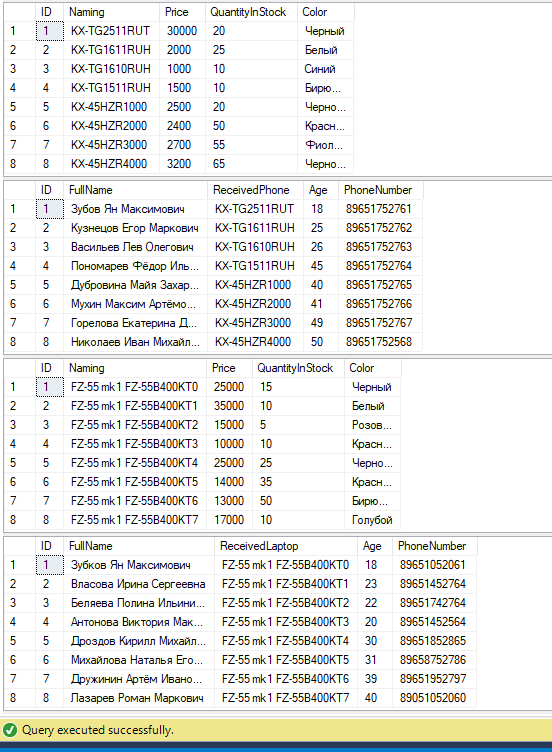 ID Naming Price QuantityInStock Color
1 1 KX-TG2511RUT 30000 20 Черный
2 2 KX-TG1611RUH 2000 25 Белый
3 3 KX-TG1610RUH 1000 10 Синий
4 4 KX-TG1511RUH 1500 10 Бирю...
5 5 KX-45HZR1000 2500 20 Черно...
6 6 KX-45HZR2000 2400 50 Красн...
7 7 KX-45HZR3000 2700 55 Фиол...
8 8 KX-45HZR4000 3200 65 Черно...
ID FullName ReceivedPhone Age PhoneNumber
1 1 Зубов Ян Максимович KX-TG2511RUT 18 89651752761
2 2 Кузнецов Егор Маркович KX-TG1611RUH 25 89651752762
3 3 Васильев Лев Олегович KX-TG1610RUH 26 89651752763
4 4 Пономарев Фёдор Иль... KX-TG1511RUH 45 89651752764
5 5 Дубровина Майя Захар... KX-45HZR1000 40 89651752765
6 6 Мухин Максим Артёмо... KX-45HZR2000 41 89651752766
7 7 Горелова Екатерина Д... KX-45HZR3000 49 89651752767
8 8 Николаев Иван Михайл... KX-45HZR4000 50 89651752568
ID Naming Price QuantityInStock Color
1 1 FZ-55 mk1 FZ-55B400KT0 25000 15 Черный
2 2 FZ-55 mk1 FZ-55B400KT1 35000 10 Белый
3 3 FZ-55 mk1 FZ-55B400KT2 15000 5 Розов...
4 4 FZ-55 mk1 FZ-55B400KT3 10000 10 Красн...
5 5 FZ-55 mk1 FZ-55B400KT4 25000 25 Черно...
6 6 FZ-55 mk1 FZ-55B400KT5 14000 35 Красн...
7 7 FZ-55 mk1 FZ-55B400KT6 13000 50 Бирю...
8 8 FZ-55 mk1 FZ-55B400KT7 17000 10 Голубой
ID FullName ReceivedLaptop Age PhoneNumber
1 1 Зубков Ян Максимович FZ-55 mk1 FZ-55B400KT0 18 89651052061
2 2 Власова Ирина Сергеевна FZ-55 mk1 FZ-55B400KT1 23 89651452764
3 3 Беляева Полина Ильини... FZ-55 mk1 FZ-55B400KT2 22 89651742764
4 4 Антонова Виктория Мак... FZ-55 mk1 FZ-55B400KT3 20 89651452564
5 5 Дроздов Кирилл Михайл... FZ-55 mk1 FZ-55B400KT4 30 89651852865
6 6 Михайлова Наталья Его... FZ-55 mk1 FZ-55B400KT5 31 89658752786
7 7 Дружинин Артём Ивано... FZ-55 mk1 FZ-55B400KT6 39 89651952797
8 8 Лазарев Роман Маркович FZ-55 mk1 FZ-55B400KT7 40 89051052060
Query executed successfully.